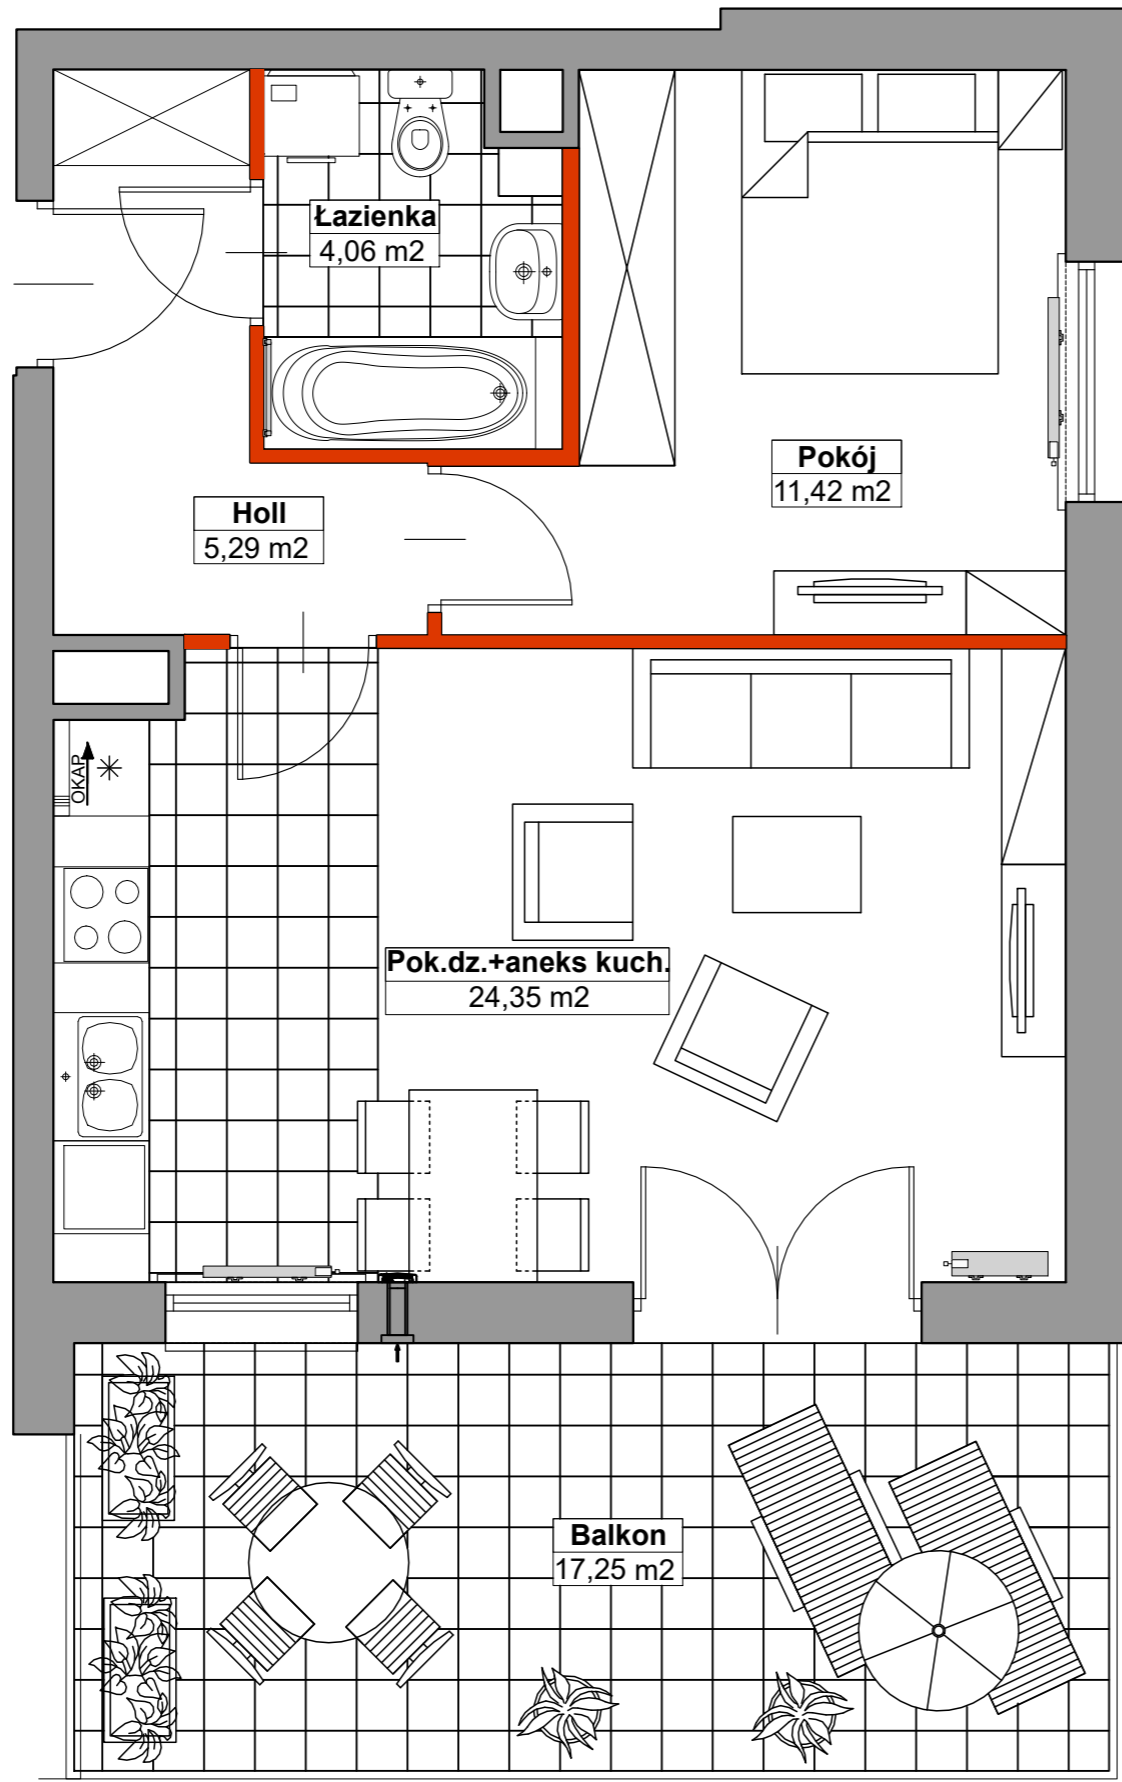 Łazienka
4,06 m2
Pokój
11,42 m2
Holl
5,29 m2
OKAP
Pok.dz.+aneks kuch.
24,35 m2
Balkon
17,25 m2